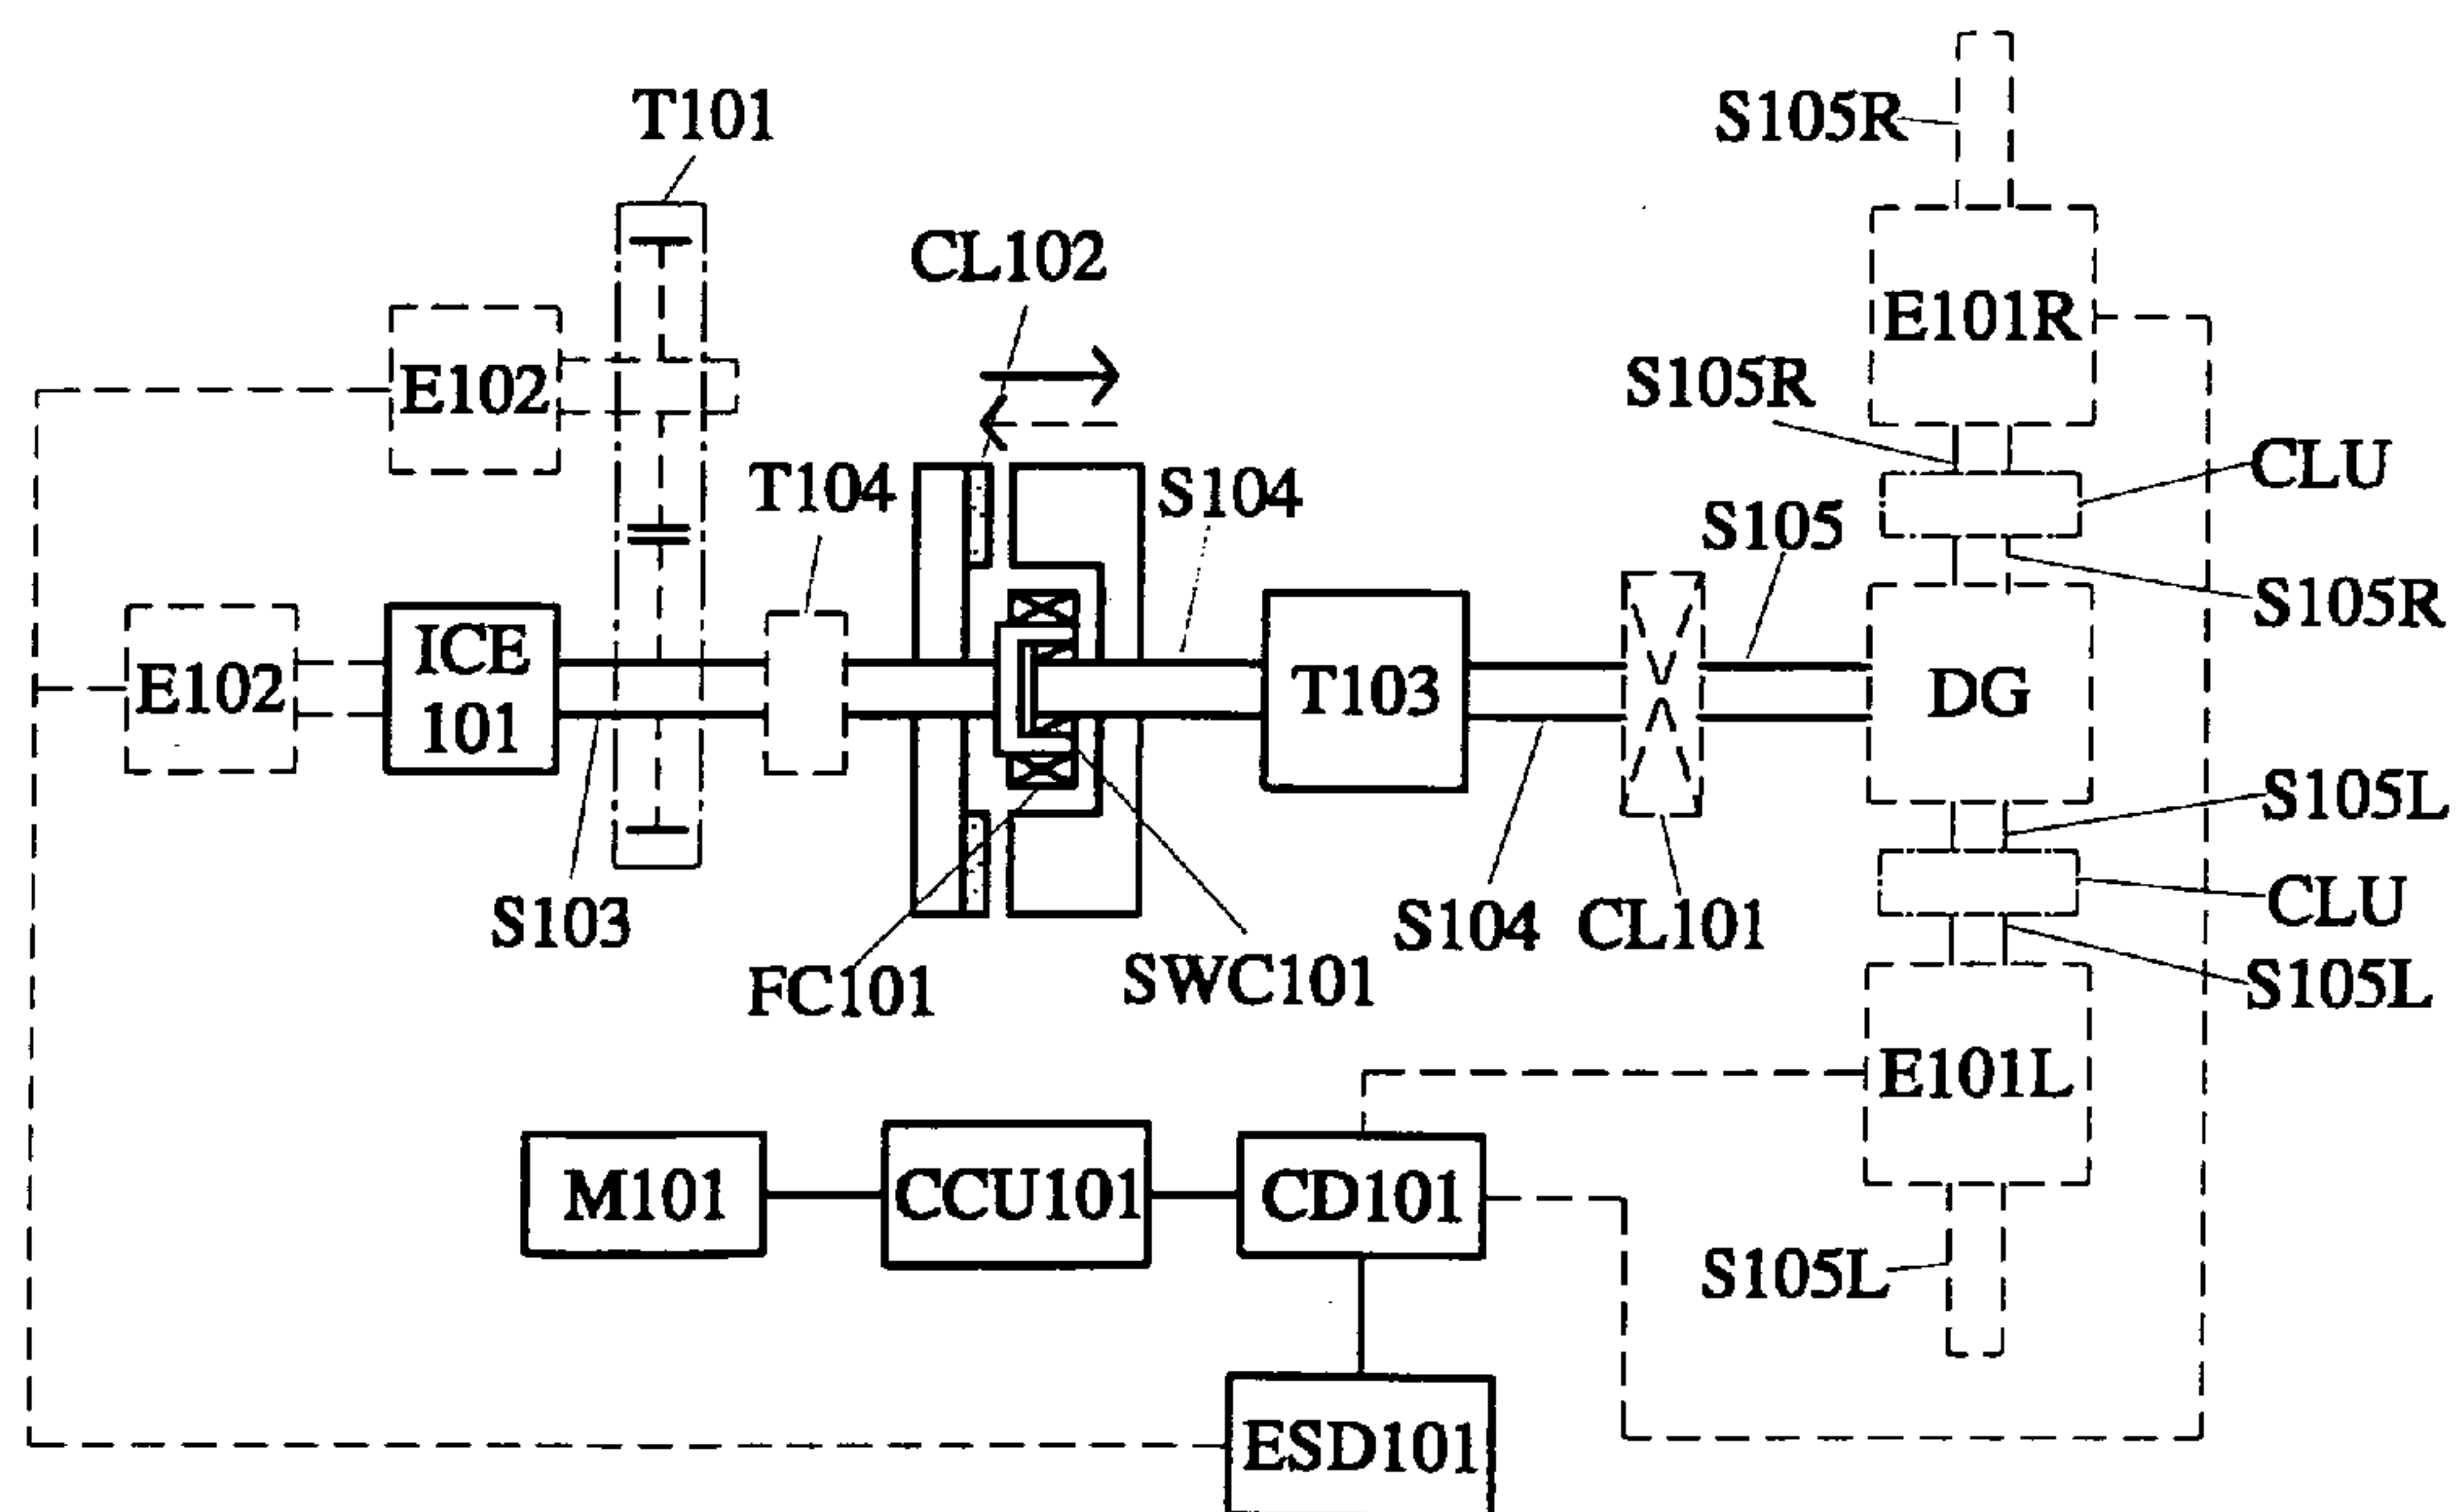 S105R
T101
CL102
E101R
S105R
E102
CLU
T104
S104
S105
S105R
ICE
101
E102
T103
DG
S105L
S103
S104
CL101
CLU
FC101
SWC101
S105L
E101L
M101
CCU101
CD101
S105L
ESD101